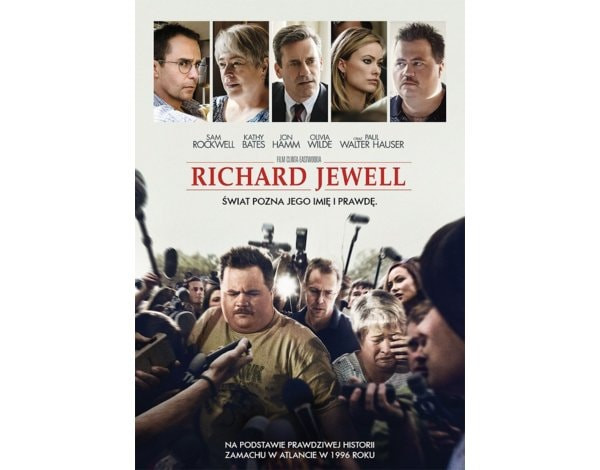 SAM ROCKWELL KATHY BATES JON HAMM OLIVIA WILDE ORAZ PAUL WALTER HAUSER
FILM CLINTA EASTWOODA
RICHARD JEWELL
ŚWIAT POZNA JEGO IMIĘ I PRAWDĘ.
NA PODSTAWIE PRAWDZIWEJ HISTORII
ZAMACHU W ATLANCIE W 1996 ROKU